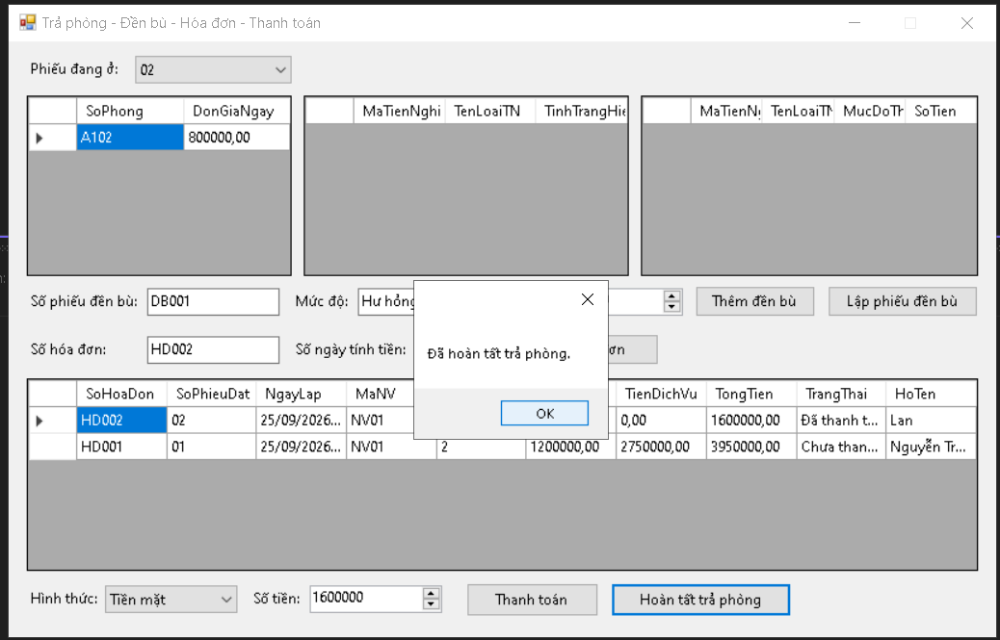 Trả phòng - Đền bù - Hóa đơn - Thanh toán
Phiếu đang ở: 02
SoPhong DonGiaNgay
A102 800000,00
MaTienNghi TenLoaiTN TinhTrangHie
MaTienNg TenLoaiTN MucDoTh SoTien
Số phiếu đền bù: DB001 Mức độ: Hư hỏng Thêm đền bù Lập phiếu đền bù
Số hóa đơn: HD002 Số ngày tính tiền: ơn
Đã hoàn tất trả phòng.
OK
SoHoaDon SoPhieuDat NgayLap MaNV TienDichVu TongTien TrangThai HoTen
HD002 02 25/09/2026... NV01 0,00 1600000,00 Đã thanh t... Lan
HD001 01 25/09/2026... NV01 2 1200000,00 2750000,00 3950000,00 Chưa than... Nguyễn Tr...
Hình thức: Tiền mặt Số tiền: 1600000 Thanh toán Hoàn tất trả phòng